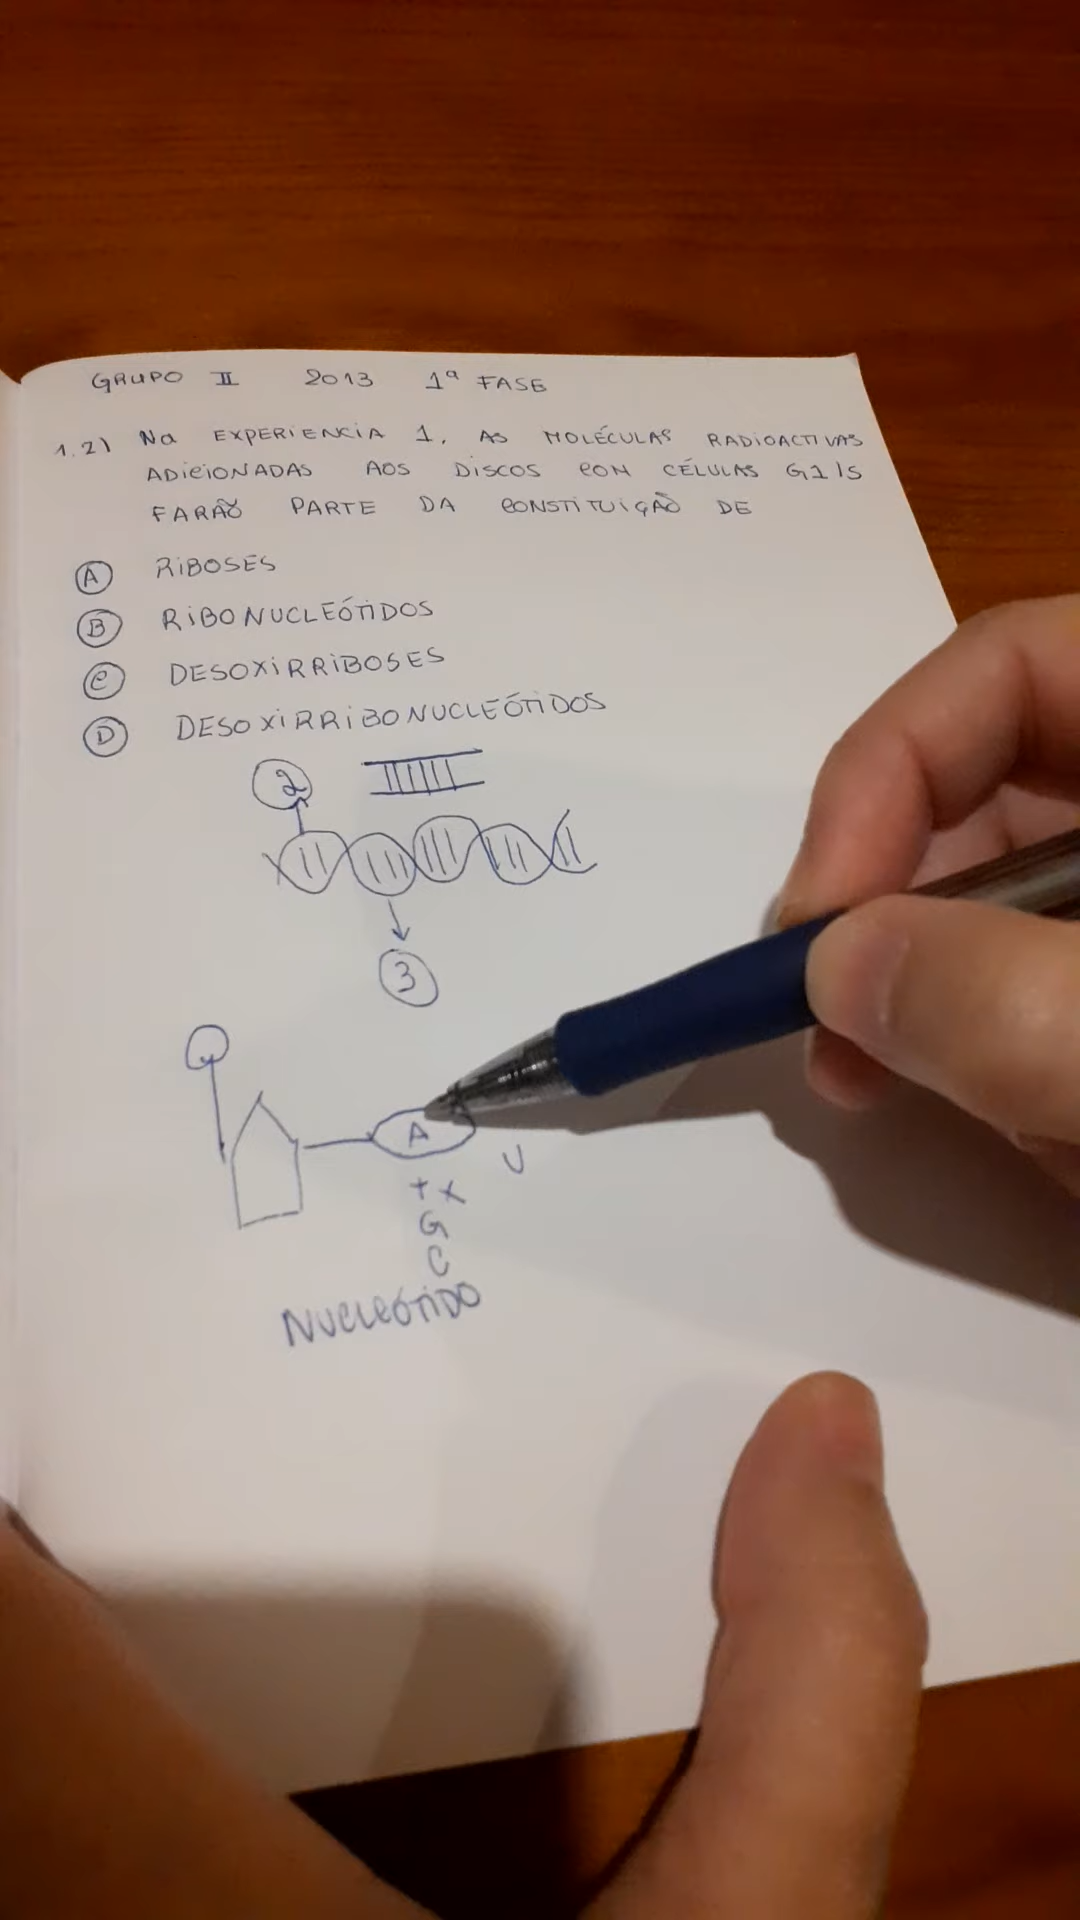 GRUPO II 2013 1ª FASE
1.2) Na EXPERIENCIA 1, AS MOLÉCULAS RADIOACTIVAS
ADICIONADAS AOS DISCOS COM CÉLULAS G1/S
FARÃO PARTE DA CONSTITUIÇÃO DE
A RIBOSES
B RIBONUCLEÓTIDOS
C DESOXIRRIBOSES
D DESOXIRRIBONUCLEÓTIDOS
2
3
A
U
T X
G
C
NUCLEÓTIDO